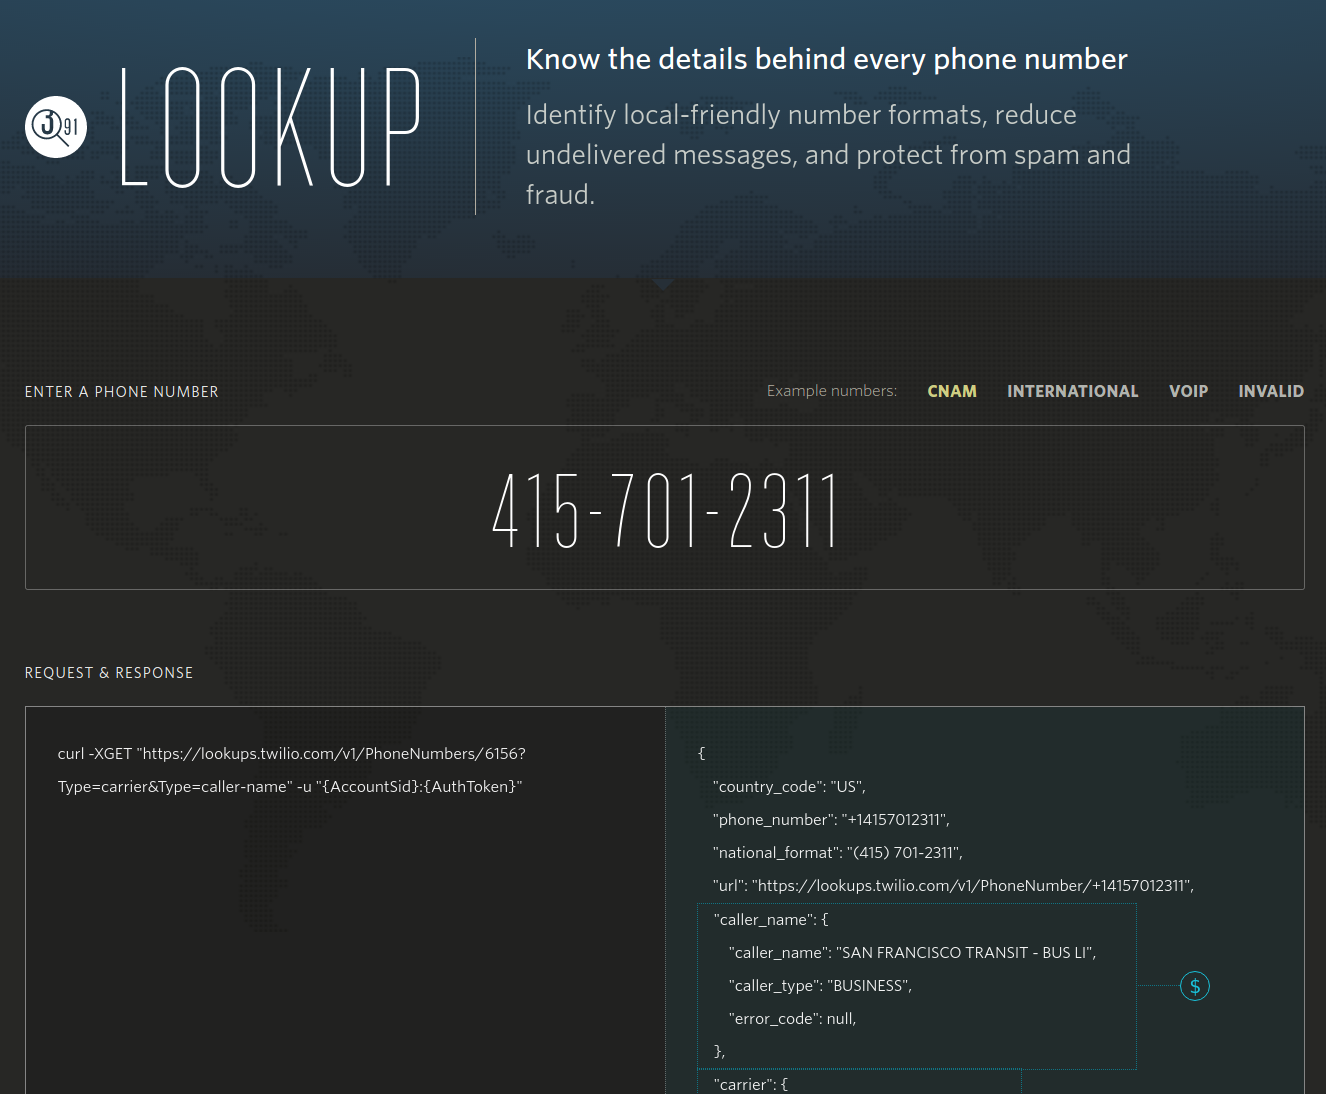 391
LOOKUP
Know the details behind every phone number
Identify local-friendly number formats, reduce
undelivered messages, and protect from spam and
fraud.
ENTER A PHONE NUMBER
Example numbers: CNAM INTERNATIONAL VOIP INVALID
415-701-2311
REQUEST & RESPONSE
curl -XGET "https://lookups.twilio.com/v1/PhoneNumbers/6156?
Type=carrier&Type=caller-name" -u "{AccountSid}:{AuthToken}"
{
"country_code": "US",
"phone_number": "+14157012311",
"national_format": "(415) 701-2311",
"url": "https://lookups.twilio.com/v1/PhoneNumber/+14157012311",
"caller_name": {
"caller_name": "SAN FRANCISCO TRANSIT - BUS LI",
"caller_type": "BUSINESS",
$
"error_code": null,
},
"carrier": {